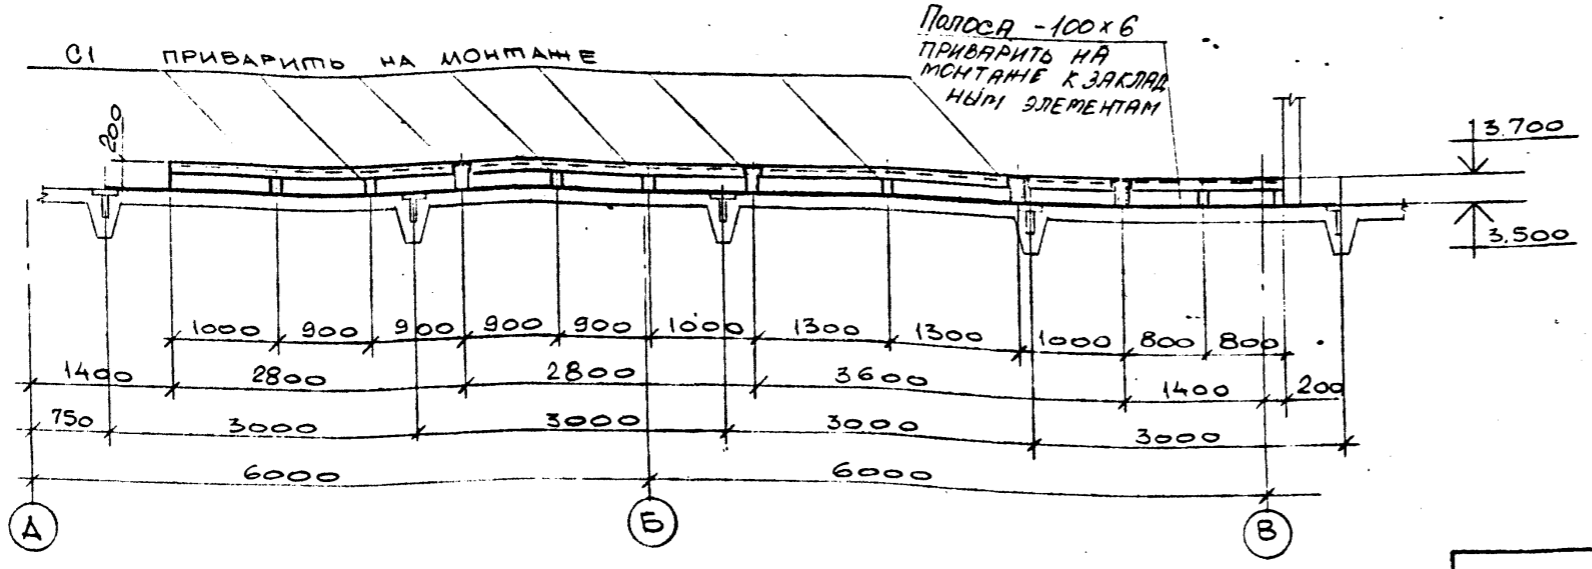 Полоса -100×6
С1 ПРИВАРИТЬ НА МОНТАЖЕ
ПРИВАРИТЬ НА
МОНТАЖЕ К ЗАКЛАД
НЫМ ЭЛЕМЕНТАМ
200
3.700
3.500
1000 900 900 900 900 1000 1300 1300 1000 800 800
1400 2800 2800 3600 1400 200
750 3000 3000 3000 3000
6000 6000
А Б В